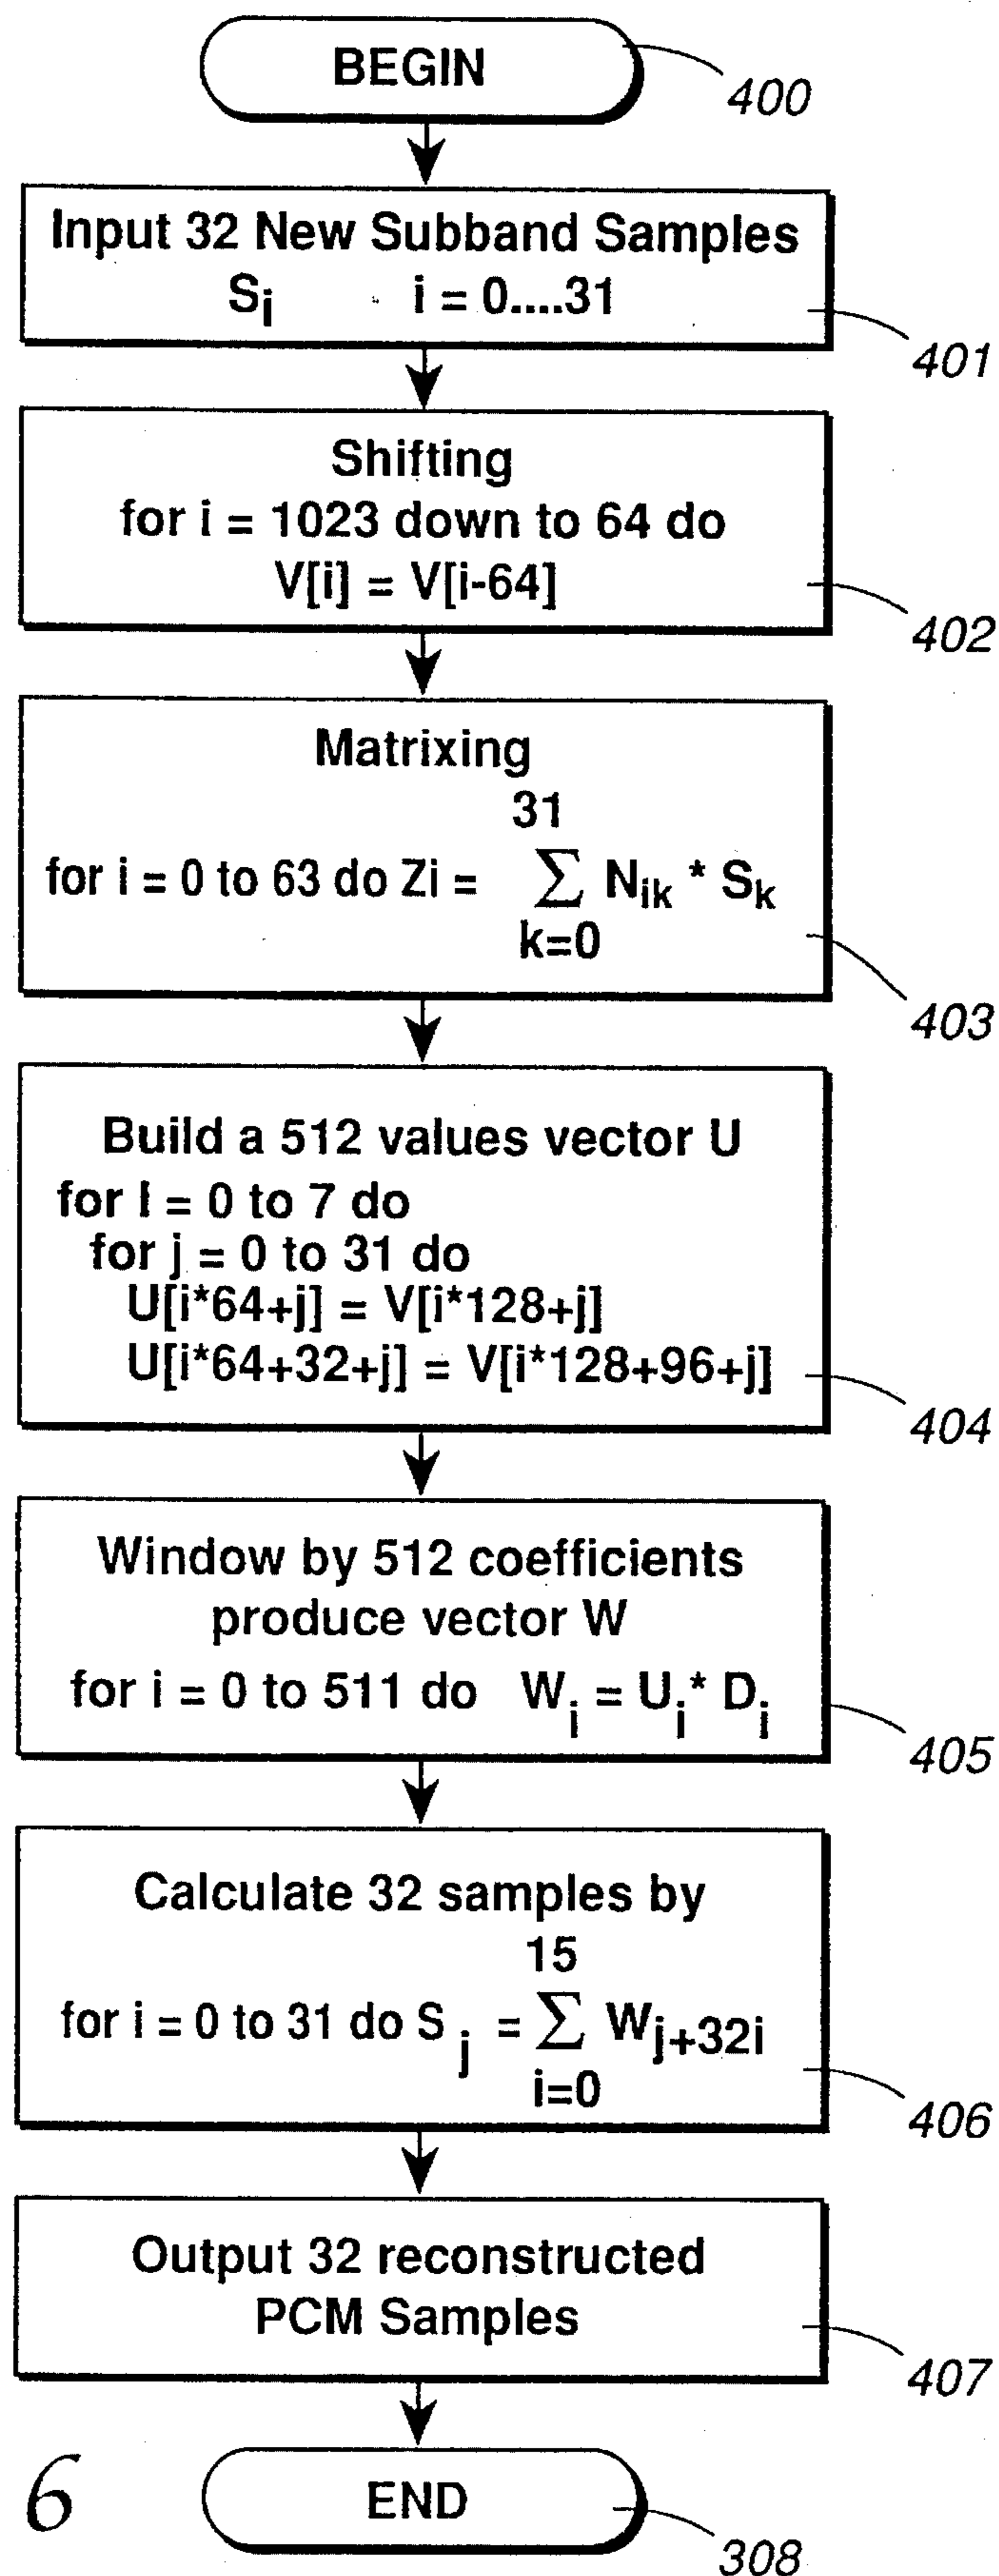 BEGIN
400
Input 32 New Subband Samples
Si i = 0....31
401
Shifting
for i = 1023 down to 64 do
V[i] = V[i-64]
402
Matrixing
31
for i = 0 to 63 do Zi = Σ Nik * Sk
k=0
403
Build a 512 values vector U
for I = 0 to 7 do
for j = 0 to 31 do
U[i*64+j] = V[i*128+j]
U[i*64+32+j] = V[i*128+96+j]
404
Window by 512 coefficients
produce vector W
for i = 0 to 511 do Wi = Ui* Di
405
Calculate 32 samples by
15
for i = 0 to 31 do S j = Σ Wj+32i
i=0
406
Output 32 reconstructed
PCM Samples
407
6
END
308